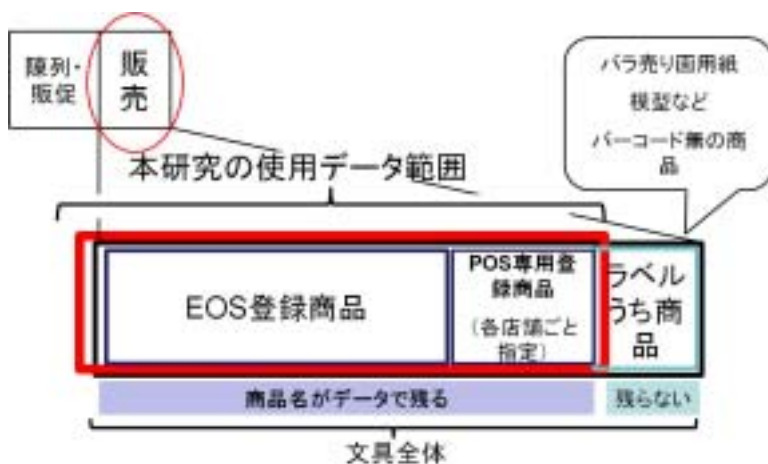 陳列・
販促
販
売
バラ売り画用紙
模型など
バーコード無の商
品
本研究の使用データ範囲
EOS登録商品
POS専用登
録商品
(各店舗ごと
指定)
ラベル
うち商
品
商品名がデータで残る
残らない
文具全体